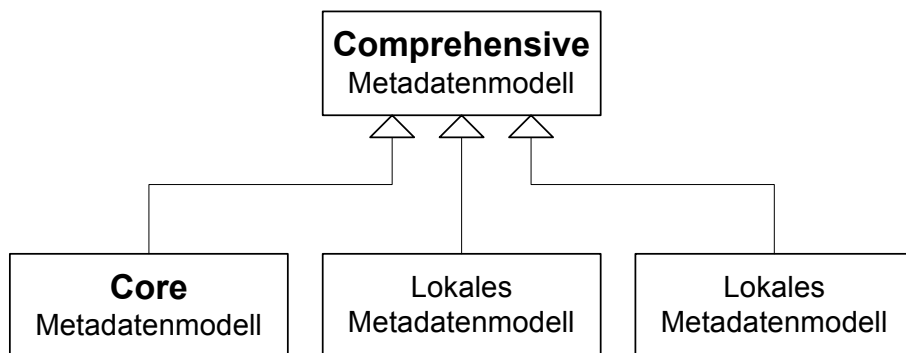 Comprehensive
Metadatenmodell
Core
Metadatenmodell
Lokales
Metadatenmodell
Lokales
Metadatenmodell